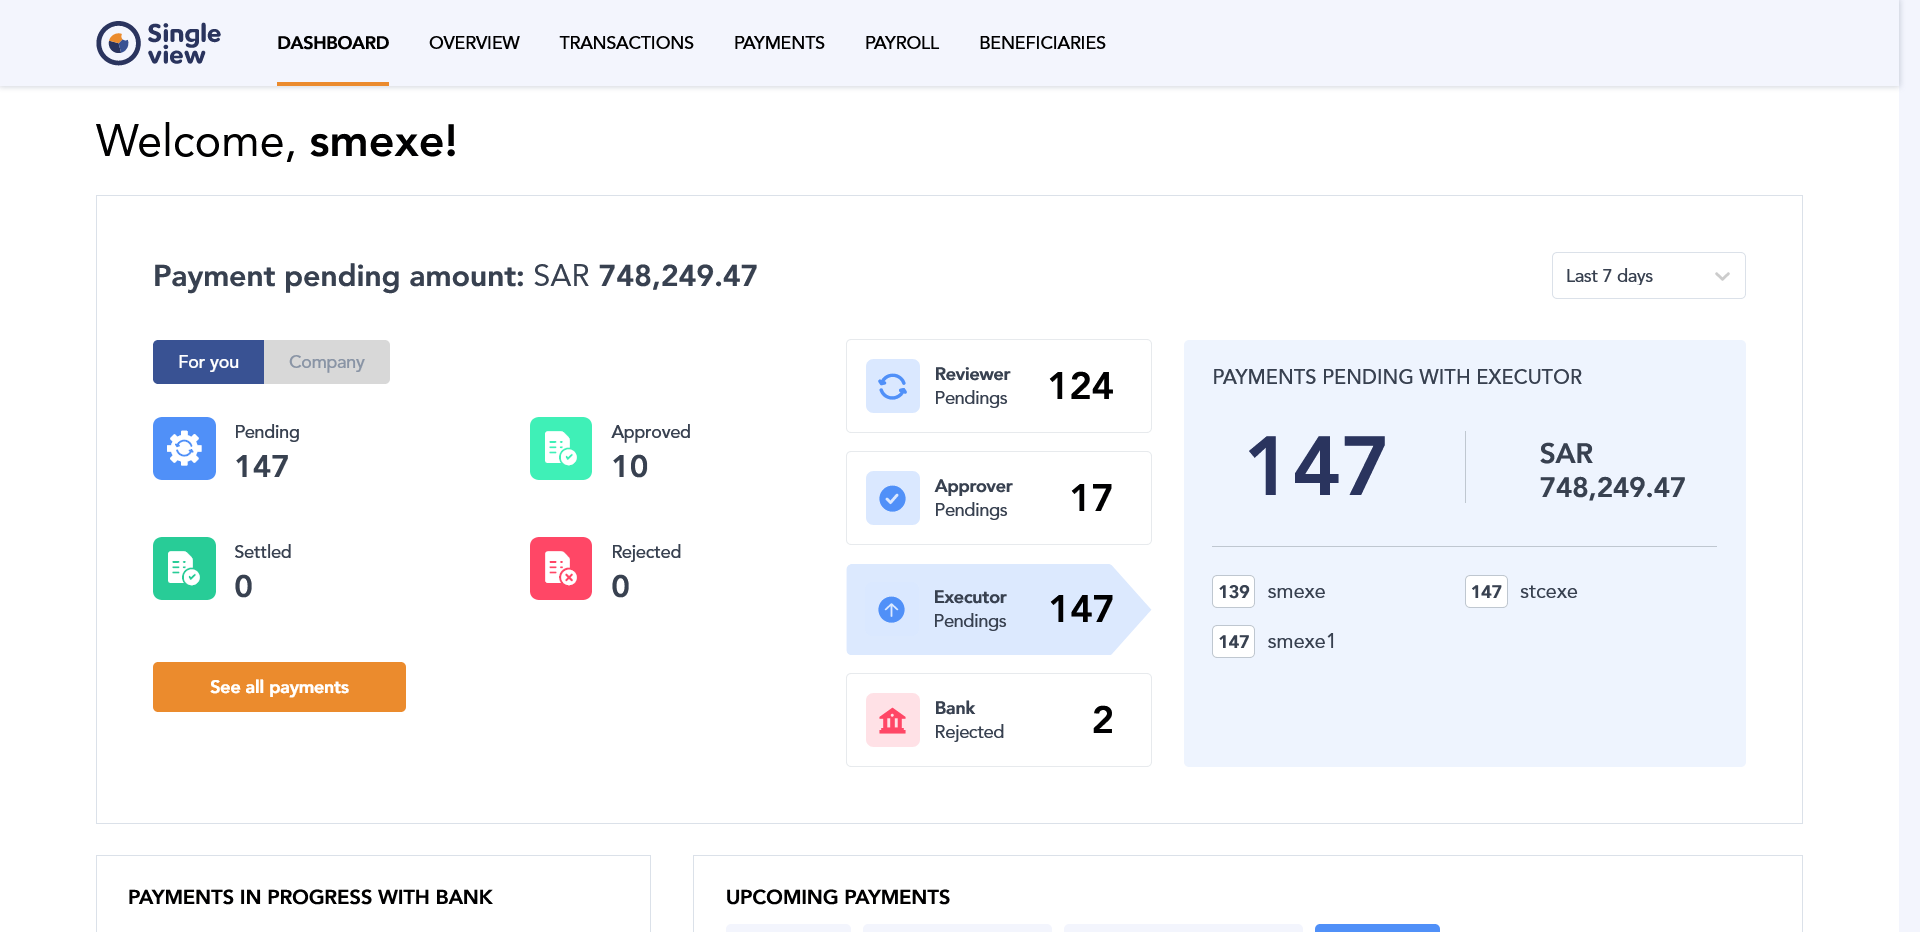 Single
view
DASHBOARD
OVERVIEW
TRANSACTIONS
PAYMENTS
PAYROLL
BENEFICIARIES
Welcome, smexe!
Payment pending amount: SAR 748,249.47
Last 7 days
For you
Company
Pending
147
Approved
10
Settled
0
Rejected
0
See all payments
Reviewer
Pendings
124
Approver
Pendings
17
Executor
Pendings
147
Bank
Rejected
2
PAYMENTS PENDING WITH EXECUTOR
147
SAR
748,249.47
139 smexe
147 stcexe
147 smexe1
PAYMENTS IN PROGRESS WITH BANK
UPCOMING PAYMENTS